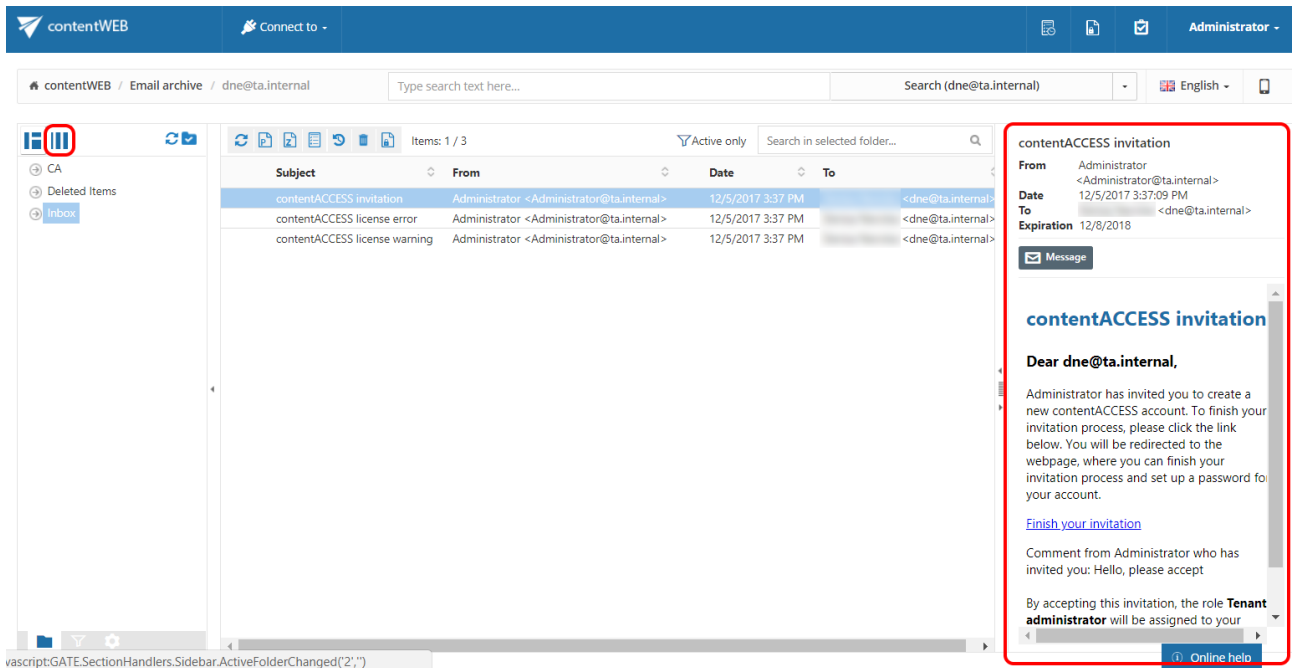 contentWEB
Connect to
Administrator
contentWEB / Email archive / dne@ta.internal
Type search text here...
Search (dne@ta.internal)
English
CA
Deleted Items
Inbox
Items: 1 / 3
Active only
Search in selected folder...
Subject From Date To
contentACCESS invitation Administrator <Administrator@ta.internal> 12/5/2017 3:37 PM <dne@ta.internal>
contentACCESS license error Administrator <Administrator@ta.internal> 12/5/2017 3:37 PM <dne@ta.internal>
contentACCESS license warning Administrator <Administrator@ta.internal> 12/5/2017 3:37 PM <dne@ta.internal>
contentACCESS invitation
From Administrator
<Administrator@ta.internal>
Date 12/5/2017 3:37:09 PM
To <dne@ta.internal>
Expiration 12/8/2018
Message
contentACCESS invitation
Dear dne@ta.internal,
Administrator has invited you to create a
new contentACCESS account. To finish your
invitation process, please click the link
below. You will be redirected to the
webpage, where you can finish your
invitation process and set up a password fo
your account.
Finish your invitation
Comment from Administrator who has
invited you: Hello, please accept
By accepting this invitation, the role Tenant
administrator will be assigned to your
Online help
vascript:GATE.SectionHandlers.Sidebar.ActiveFolderChanged('2','')